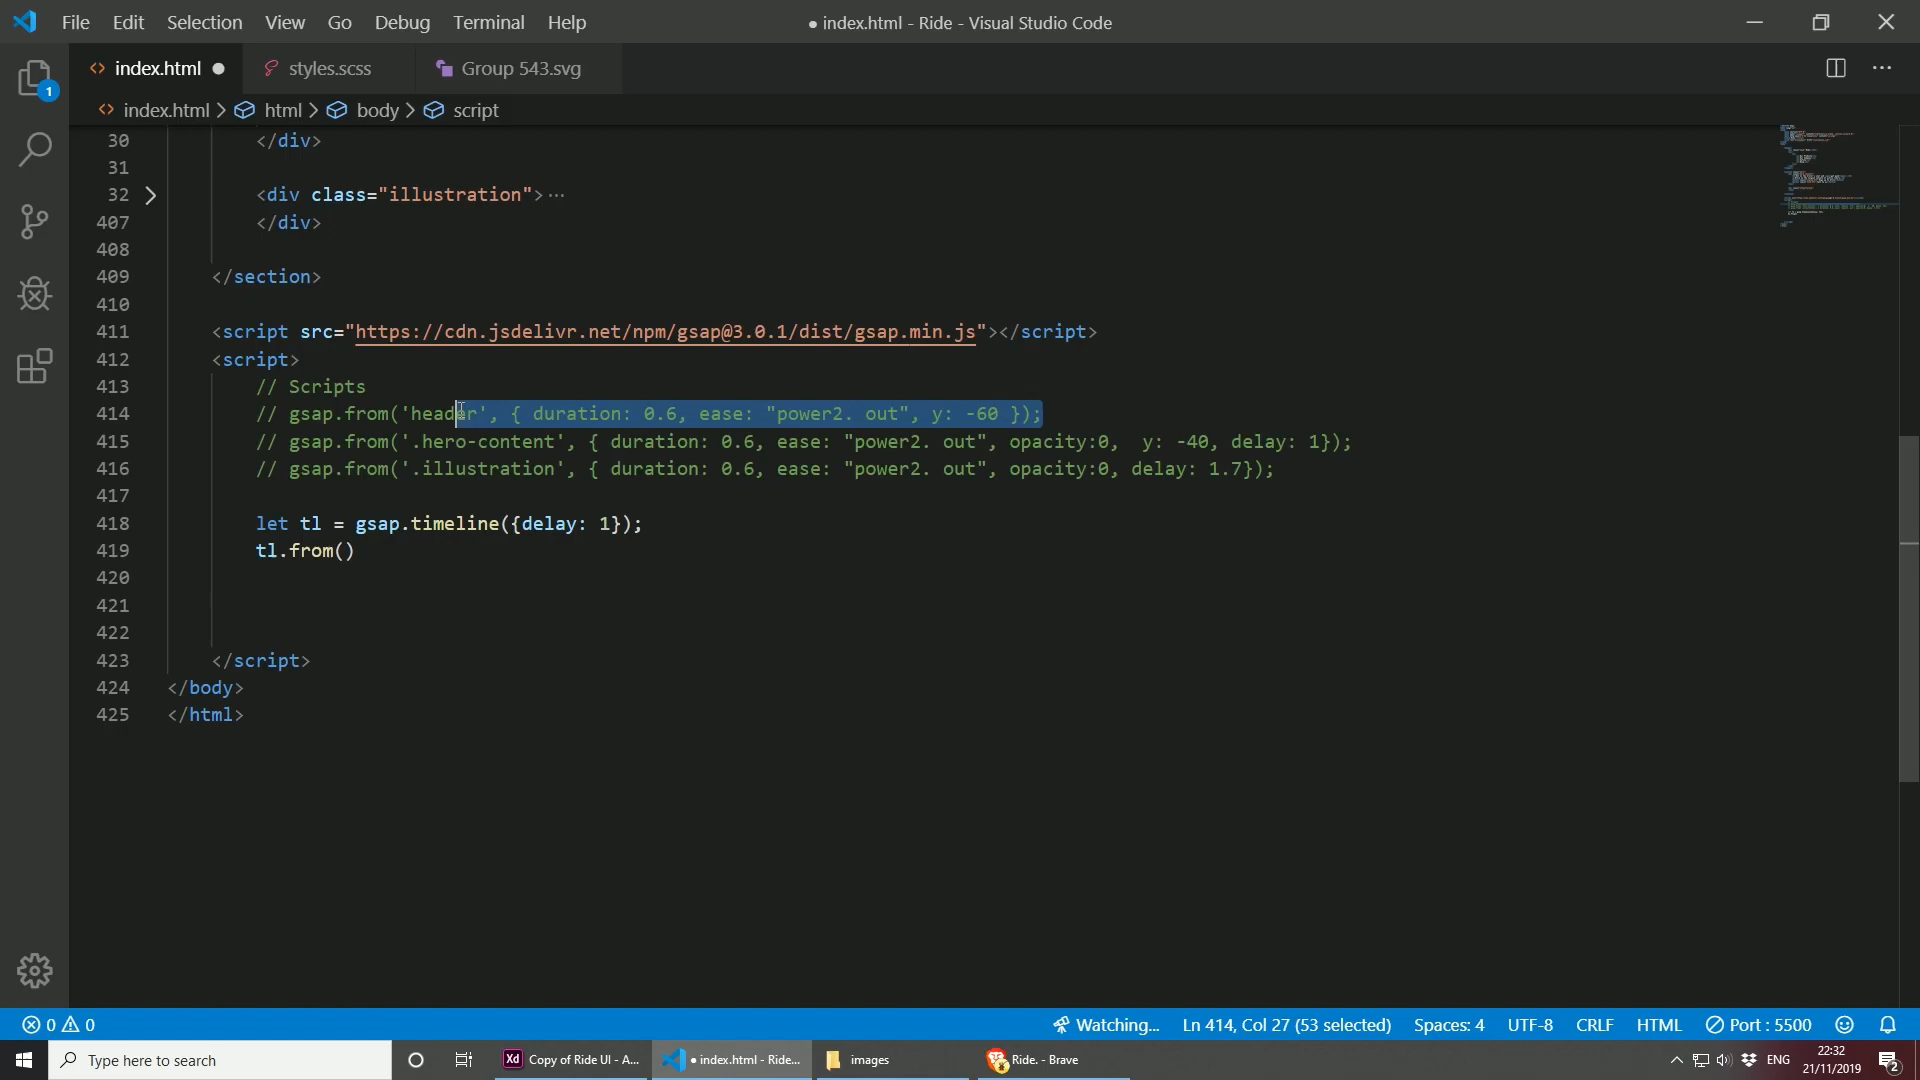 File Edit Selection View Go Debug Terminal Help ● index.html - Ride - Visual Studio Code
index.html ● styles.scss Group 543.svg
index.html > html > body > script
1
30 </div>
31
32 <div class="illustration">...
407 </div>
408
409 </section>
410
411 <script src="https://cdn.jsdelivr.net/npm/gsap@3.0.1/dist/gsap.min.js"></script>
412 <script>
413 // Scripts
414 // gsap.from('header', { duration: 0.6, ease: "power2. out", y: -60 });
415 // gsap.from('.hero-content', { duration: 0.6, ease: "power2. out", opacity:0,  y: -40, delay: 1});
416 // gsap.from('.illustration', { duration: 0.6, ease: "power2. out", opacity:0, delay: 1.7});
417
418 let tl = gsap.timeline({delay: 1});
419 tl.from()
420
421
422
423 </script>
424 </body>
425 </html>
0 0 Watching... Ln 414, Col 27 (53 selected) Spaces: 4 UTF-8 CRLF HTML Port : 5500
Type here to search Xd Copy of Ride UI - A... ● index.html - Ride... images Ride. - Brave ENG 22:32
21/11/2019 2